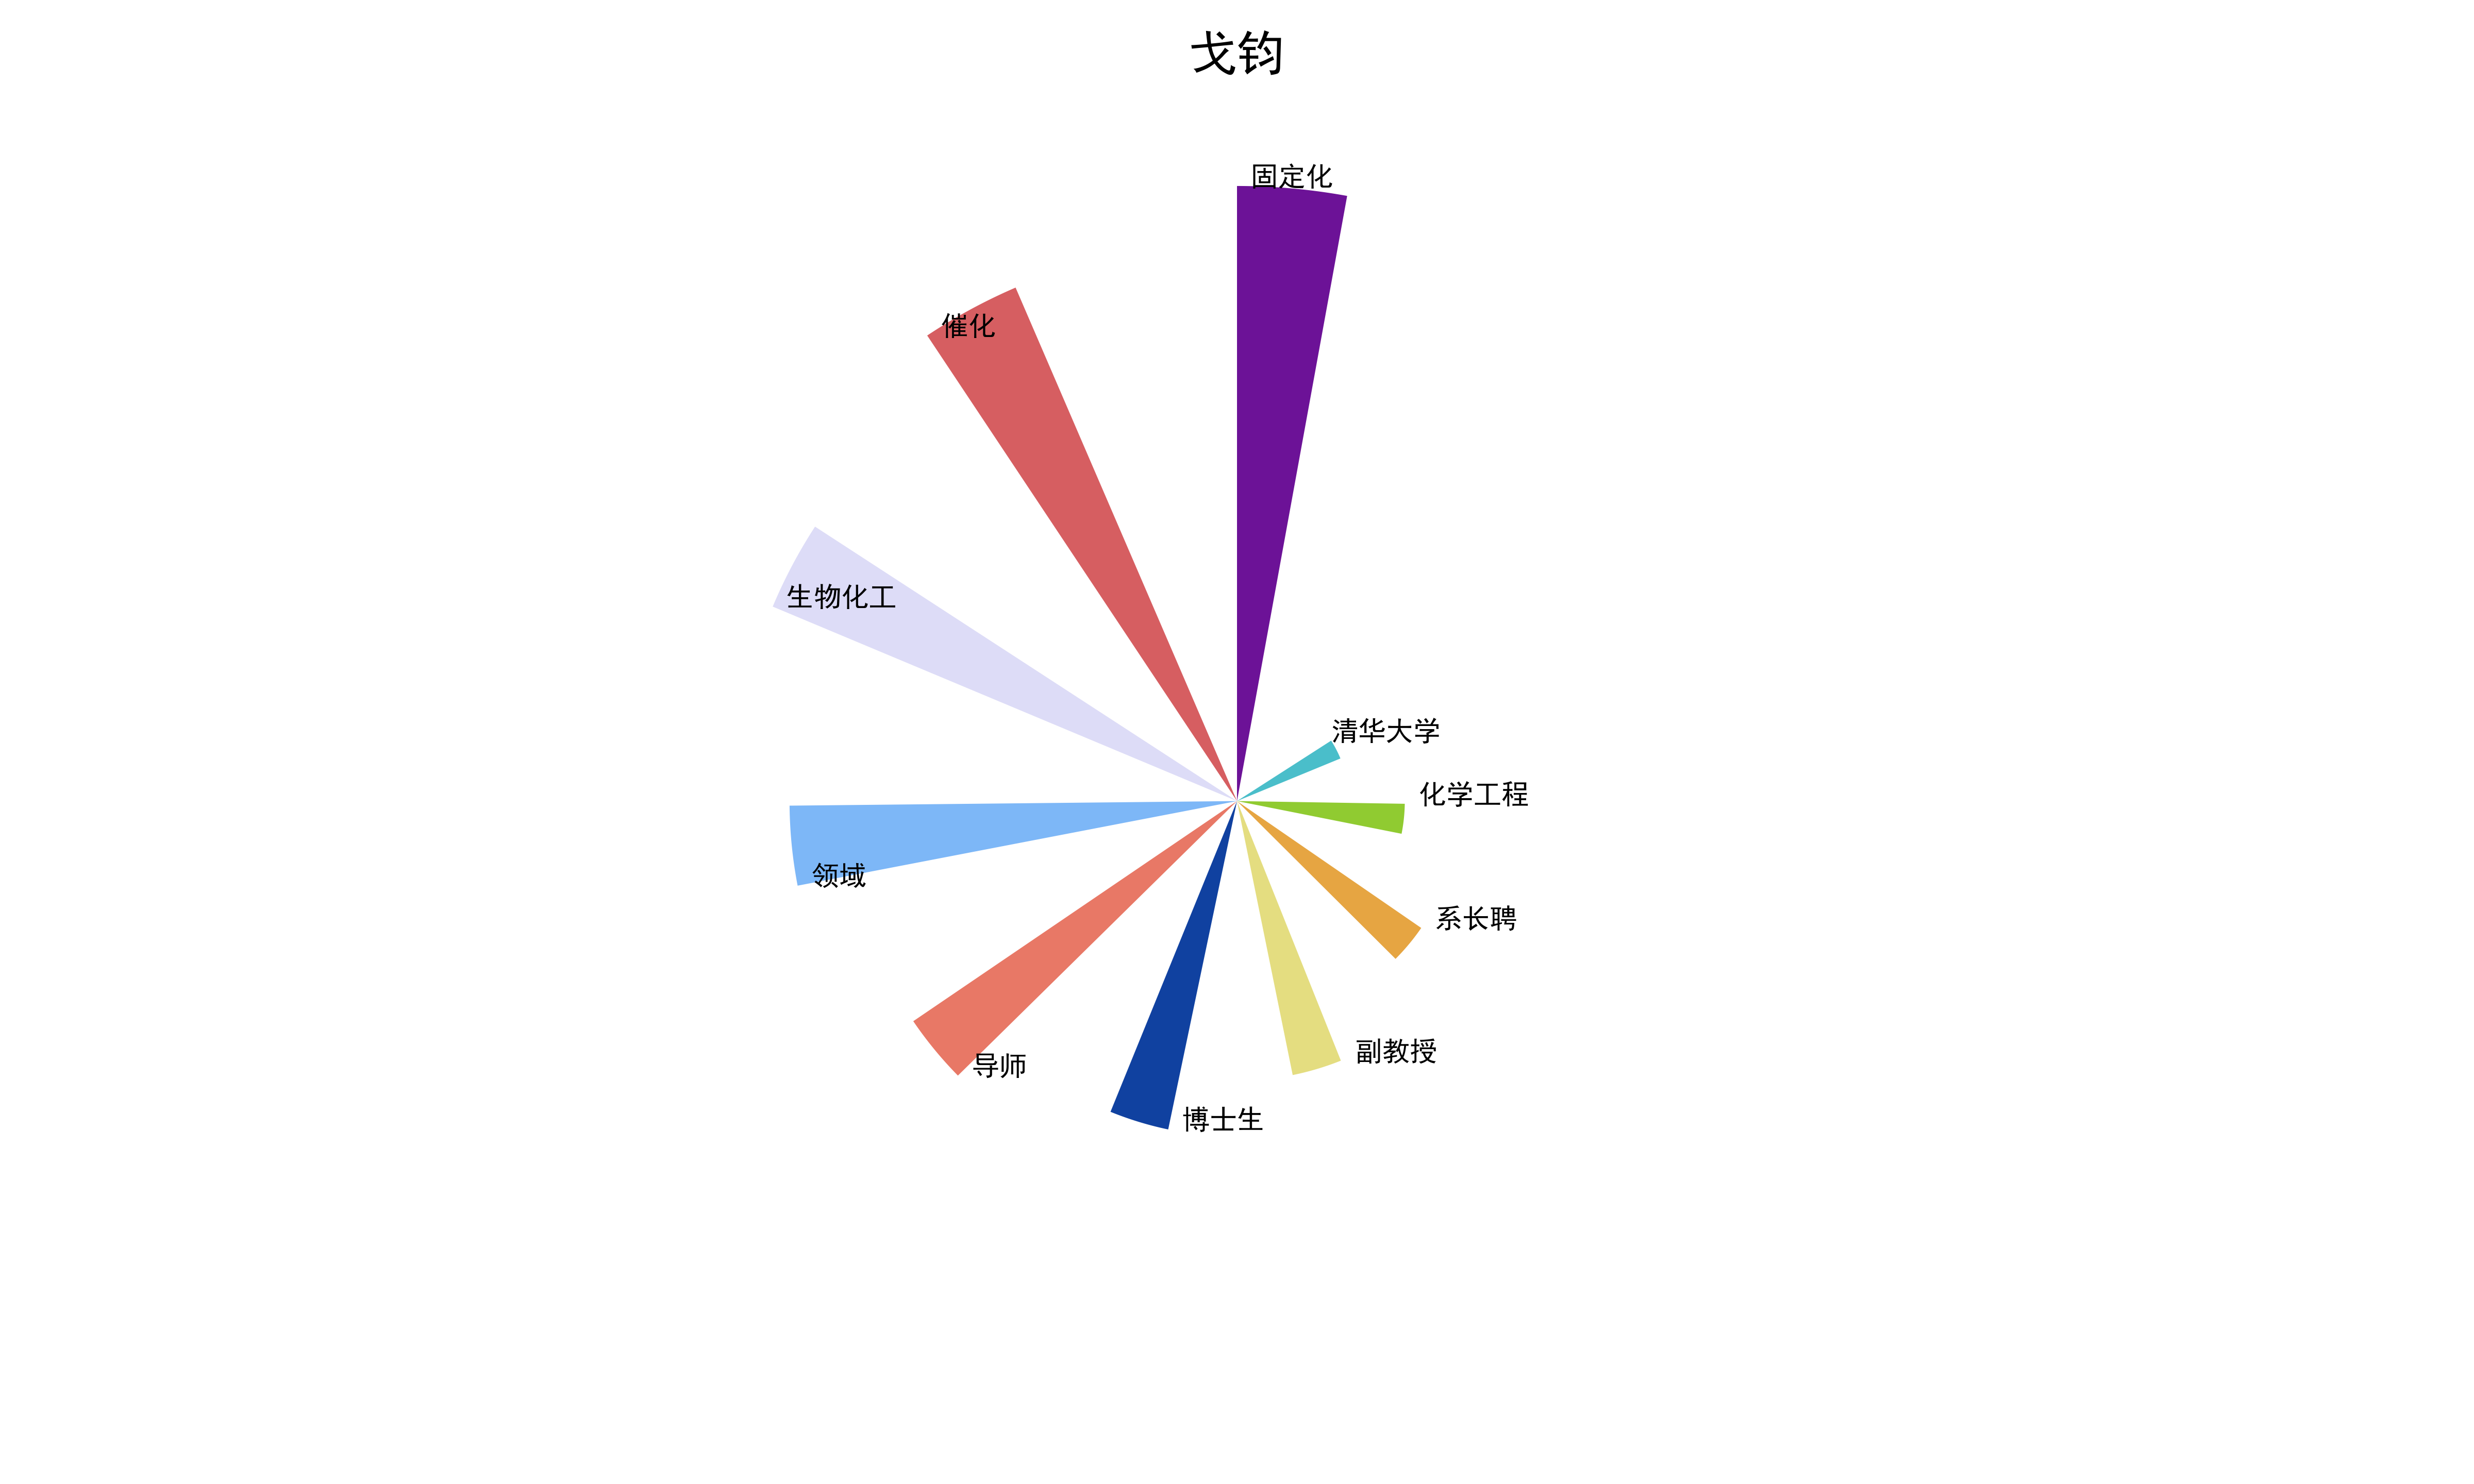 戈钧
固定化
催化
生物化工
清华大学
化学工程
领域
系长聘
副教授
导师
博士生